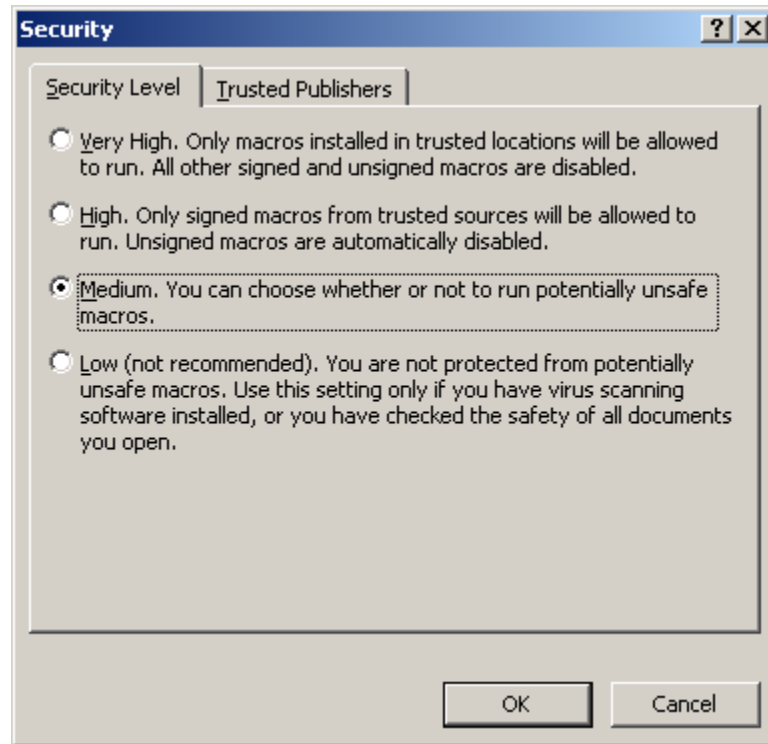 Security
Security Level
Trusted Publishers
Very High. Only macros installed in trusted locations will be allowed
to run. All other signed and unsigned macros are disabled.
High. Only signed macros from trusted sources will be allowed to
run. Unsigned macros are automatically disabled.
Medium. You can choose whether or not to run potentially unsafe
macros.
Low (not recommended). You are not protected from potentially
unsafe macros. Use this setting only if you have virus scanning
software installed, or you have checked the safety of all documents
you open.
OK
Cancel